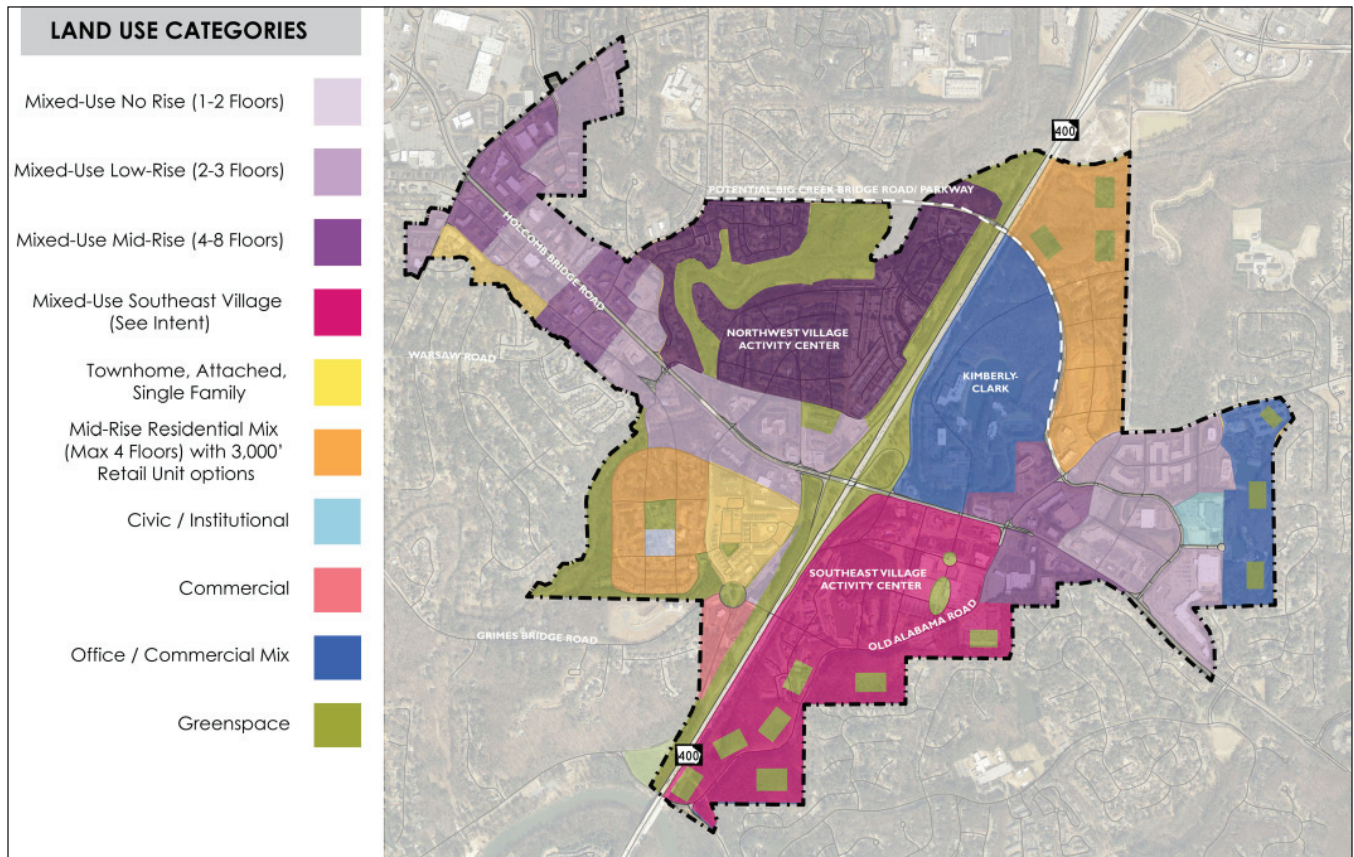 LAND USE CATEGORIES
Mixed-Use No Rise (1-2 Floors)
Mixed-Use Low-Rise (2-3 Floors)
Mixed-Use Mid-Rise (4-8 Floors)
Mixed-Use Southeast Village
(See Intent)
Townhome, Attached,
Single Family
Mid-Rise Residential Mix
(Max 4 Floors) with 3,000'
Retail Unit options
Civic / Institutional
Commercial
Office / Commercial Mix
Greenspace
400
POTENTIAL BIG CREEK BRIDGE ROAD/ PARKWAY
HOLCOMB BRIDGE ROAD
NORTHWEST VILLAGE
ACTIVITY CENTER
WARSAW ROAD
KIMBERLY-
CLARK
SOUTHEAST VILLAGE
ACTIVITY CENTER
OLD ALABAMA ROAD
GRIMES BRIDGE ROAD
400